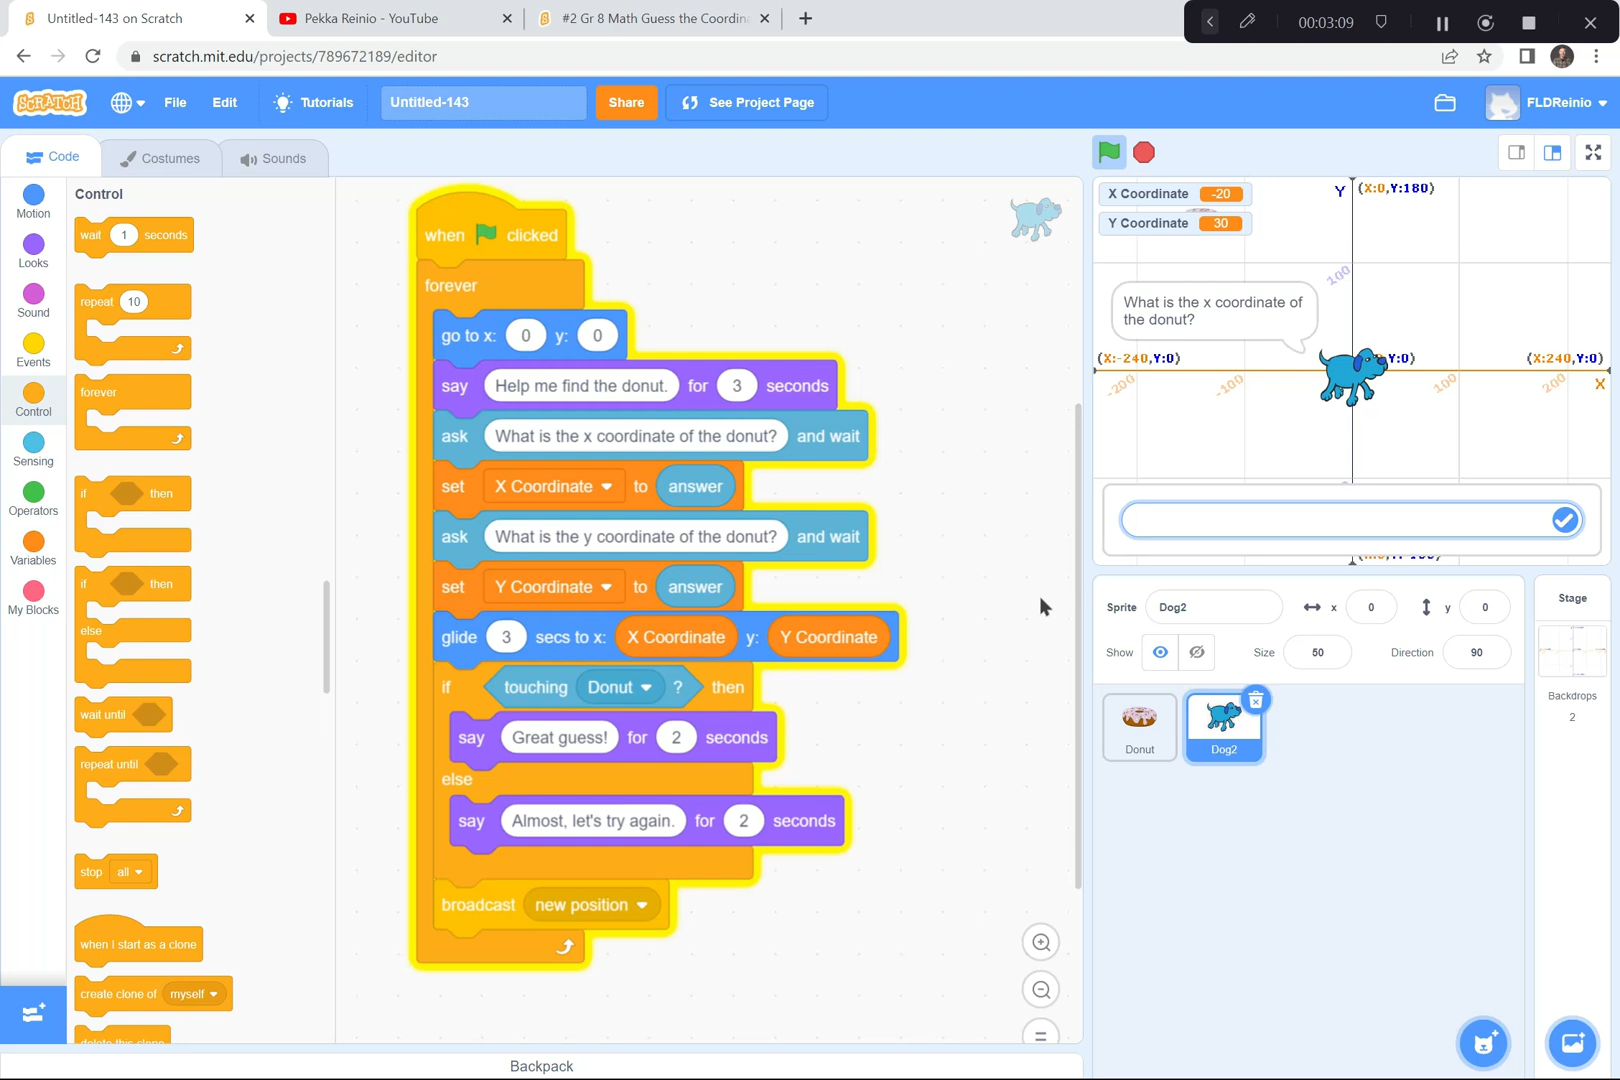 Untitled-143 on Scratch
Pekka Reinio - YouTube
#2 Gr 8 Math Guess the Coordin
00:03:09
scratch.mit.edu/projects/789672189/editor
SCRATCH
File
Edit
Tutorials
Untitled-143
Share
See Project Page
FLDReinio
Code
Costumes
Sounds
Motion
Looks
Sound
Events
Control
Sensing
Operators
Variables
My Blocks
Control
wait 1 seconds
repeat 10
forever
if then
if then
else
wait until
repeat until
stop all
when I start as a clone
create clone of myself
delete this clone
when clicked
forever
go to x: 0 y: 0
say Help me find the donut. for 3 seconds
ask What is the x coordinate of the donut? and wait
set X Coordinate to answer
ask What is the y coordinate of the donut? and wait
set Y Coordinate to answer
glide 3 secs to x: X Coordinate y: Y Coordinate
if touching Donut ? then
say Great guess! for 2 seconds
else
say Almost, let's try again. for 2 seconds
broadcast new position
Backpack
X Coordinate -20
Y Coordinate 30
Y (X:0,Y:180)
100
What is the x coordinate of
the donut?
(X:-240,Y:0)
Y:0)
(X:240,Y:0)
-200
-100
100
200
X
Sprite Dog2 x 0 y 0
Show Size 50 Direction 90
Donut
Dog2
Stage
Backdrops
2